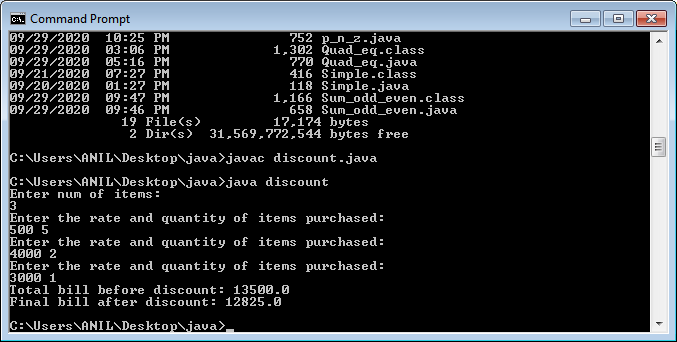 Command Prompt
09/29/2020  10:25 PM               752 p_n_z.java
09/29/2020  03:06 PM             1,302 Quad_eq.class
09/29/2020  05:16 PM               770 Quad_eq.java
09/21/2020  07:27 PM               416 Simple.class
09/20/2020  01:27 PM               118 Simple.java
09/29/2020  09:47 PM             1,166 Sum_odd_even.class
09/29/2020  09:46 PM               658 Sum_odd_even.java
              19 File(s)         17,174 bytes
               2 Dir(s)  31,569,772,544 bytes free
C:\Users\ANIL\Desktop\java>javac discount.java
C:\Users\ANIL\Desktop\java>java discount
Enter num of items:
3
Enter the rate and quantity of items purchased:
500 5
Enter the rate and quantity of items purchased:
4000 2
Enter the rate and quantity of items purchased:
3000 1
Total bill before discount: 13500.0
Final bill after discount: 12825.0
C:\Users\ANIL\Desktop\java>_